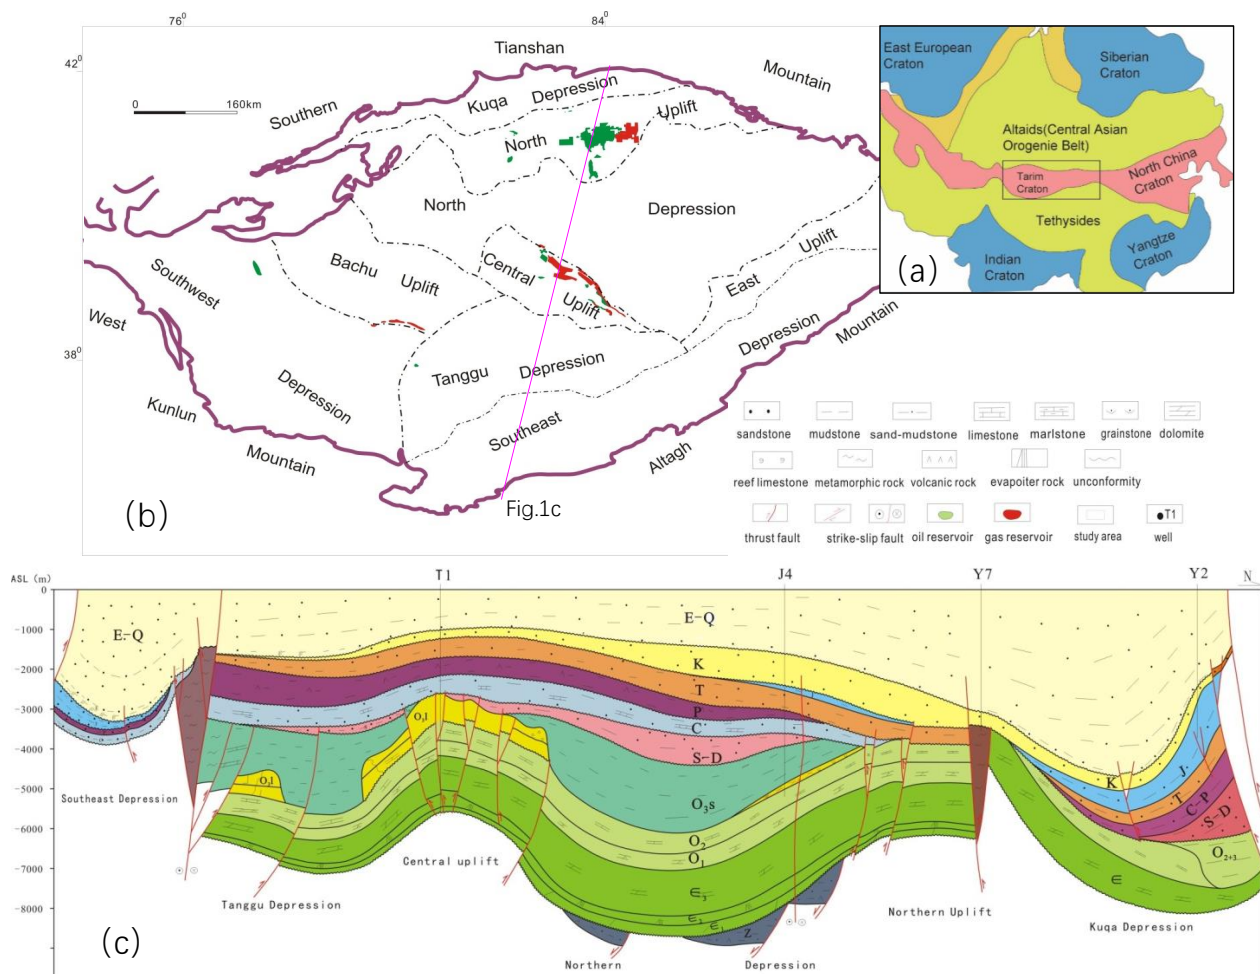 76⁰
84⁰
42⁰
38⁰
0
160km
Tianshan
Mountain
Southern
Kuqa
Depression
Uplift
North
North
Depression
Southwest
Bachu
Uplift
Central
Uplift
East
Uplift
West
Depression
Mountain
Kunlun
Depression
Tanggu
Depression
Southeast
Mountain
Altagh
Fig.1c
(b)
East European
Craton
Siberian
Craton
Altaids(Central Asian
Orogenie Belt)
Tarim
Craton
North China
Craton
Tethysides
Indian
Craton
Yangtze
Craton
(a)
sandstone
mudstone
sand-mudstone
limestone
marlstone
grainstone
dolomite
reef limestone
metamorphic rock
volcanic rock
evapoiter rock
unconformity
T1
thrust fault
strike-slip fault
oil reservoir
gas reservoir
study area
well
ASL (m)
T1
J4
Y7
Y2
N
0
-1000
-2000
-3000
-4000
-5000
-6000
-7000
-8000
E-Q
E-Q
K
T
P
C
S-D
O₃s
O₂
O₁
∈₃
∈₂
∈₁
Z
O₃l
O₃l
K
J
T
C-P
S-D
O₂₊₃
∈
Southeast Depression
Tanggu Depression
Central uplift
Northern
Depression
Northern Uplift
Kuqa Depression
(c)